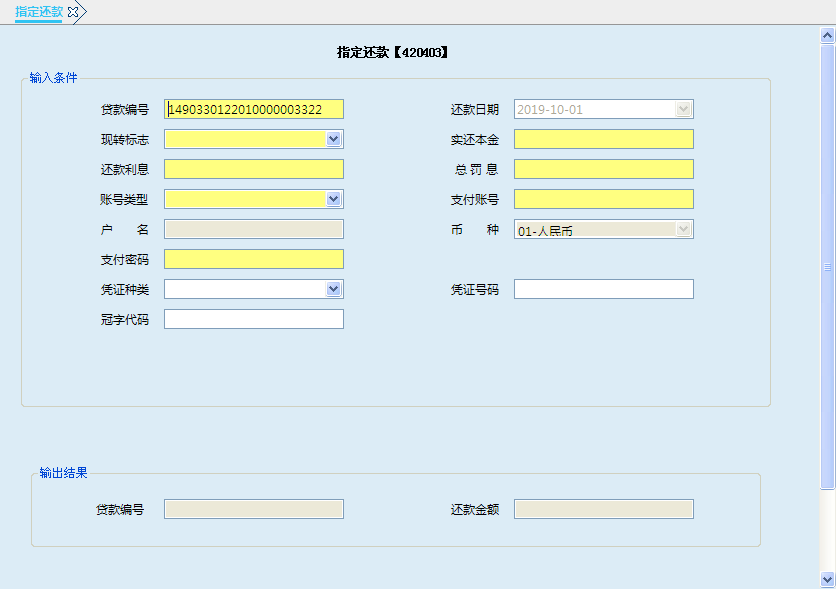 指定还款
指定还款【420403】
输入条件
贷款编号 1490330122010000003322 还款日期 2019-10-01
现转标志 实还本金
还款利息 总 罚 息
账号类型 支付账号
户 名 币 种 01-人民币
支付密码
凭证种类 凭证号码
冠字代码
输出结果
贷款编号 还款金额